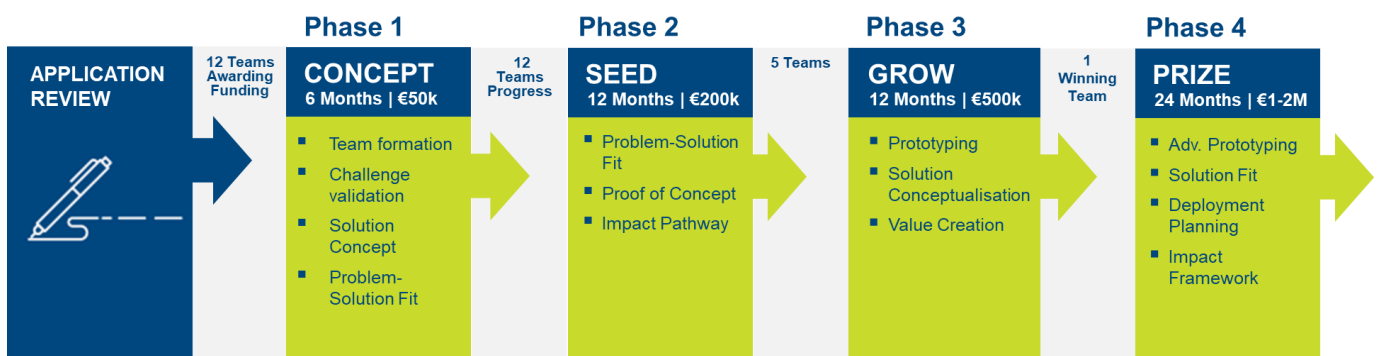 APPLICATION
REVIEW
12 Teams
Awarding
Funding
Phase 1
CONCEPT
6 Months | €50k
▪ Team formation
▪ Challenge
validation
▪ Solution
Concept
▪ Problem-
Solution Fit
12
Teams
Progress
Phase 2
SEED
12 Months | €200k
▪ Problem-Solution
Fit
▪ Proof of Concept
▪ Impact Pathway
5 Teams
Phase 3
GROW
12 Months | €500k
▪ Prototyping
▪ Solution
Conceptualisation
▪ Value Creation
1
Winning
Team
Phase 4
PRIZE
24 Months | €1-2M
▪ Adv. Prototyping
▪ Solution Fit
▪ Deployment
Planning
▪ Impact
Framework